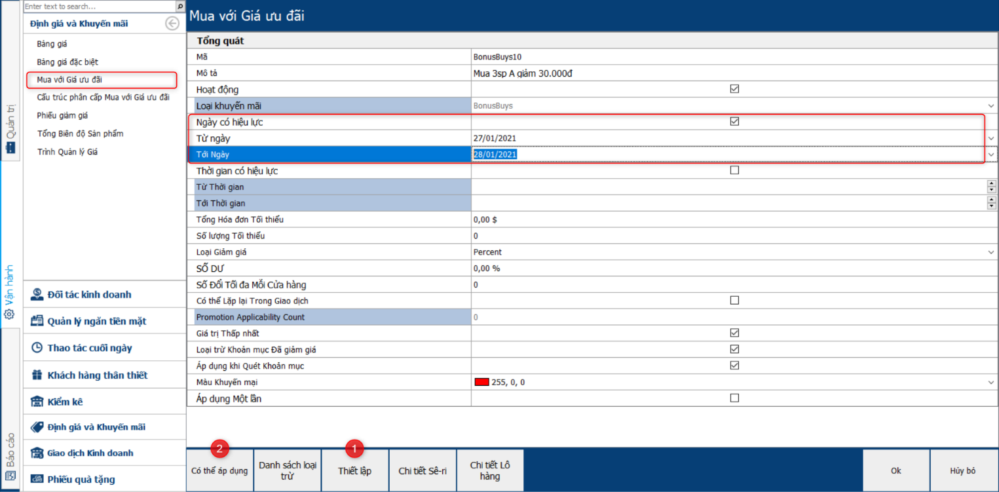 Enter text to search...
Định giá và Khuyến mãi
Bảng giá
Bảng giá đặc biệt
Mua với Giá ưu đãi
Cấu trúc phân cấp Mua với Giá ưu đãi
Phiếu giảm giá
Tổng Biên độ Sản phẩm
Trình Quản lý Giá
Quản trị
Vận hành
Báo cáo
Đối tác kinh doanh
Quản lý ngăn tiền mặt
Thao tác cuối ngày
Khách hàng thân thiết
Kiểm kê
Định giá và Khuyến mãi
Giao dịch Kinh doanh
Phiếu quà tặng
Mua với Giá ưu đãi
Tổng quát
Mã BonusBuys10
Mô tả Mua 3sp A giảm 30.000đ
Hoạt động
Loại khuyến mãi BonusBuys
Ngày có hiệu lực
Từ ngày 27/01/2021
Tới Ngày 28/01/2021
Thời gian có hiệu lực
Từ Thời gian
Tới Thời gian
Tổng Hóa đơn Tối thiểu 0,00 $
Số lượng Tối thiểu 0
Loại Giảm giá Percent
SỐ DƯ 0,00 %
Số Đổi Tối đa Mỗi Cửa hàng 0
Có thể Lặp lại Trong Giao dịch
Promotion Applicability Count 0
Giá trị Thấp nhất
Loại trừ Khoản mục Đã giảm giá
Áp dụng khi Quét Khoản mục
Màu Khuyến mại 255, 0, 0
Áp dụng Một lần
2
1
Có thể áp dụng
Danh sách loại
trừ
Thiết lập
Chi tiết Sê-ri
Chi tiết Lô
hàng
Ok
Hủy bỏ